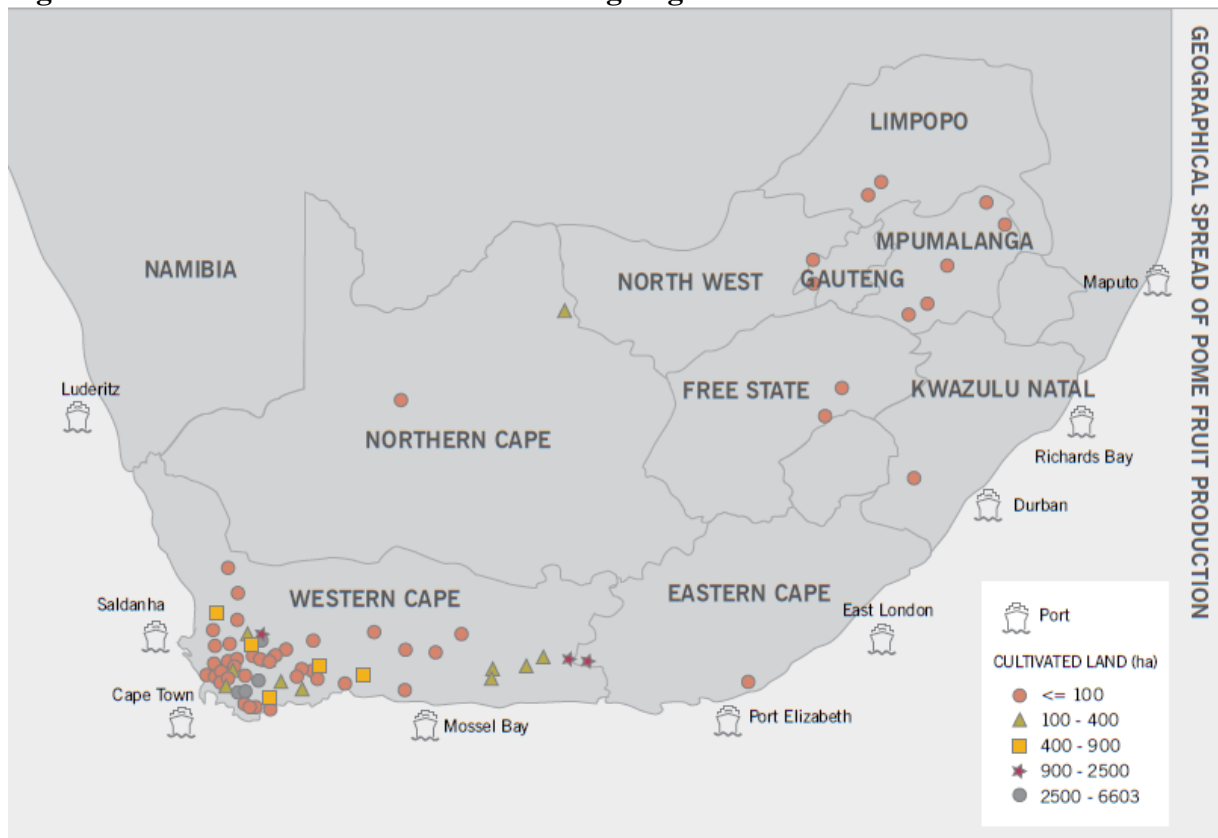 GEOGRAPHICAL SPREAD OF POME FRUIT PRODUCTION
LIMPOPO
MPUMALANGA
NAMIBIA
NORTH WEST
GAUTENG
Maputo
Luderitz
FREE STATE
KWAZULU NATAL
NORTHERN CAPE
Richards Bay
Durban
WESTERN CAPE
EASTERN CAPE
Saldanha
East London
Cape Town
Mossel Bay
Port Elizabeth
Port
CULTIVATED LAND (ha)
<= 100
100 - 400
400 - 900
900 - 2500
2500 - 6603